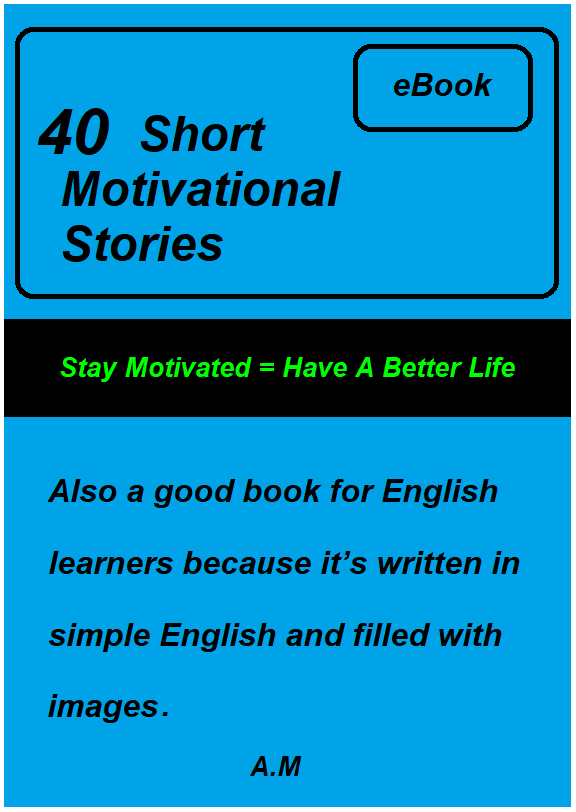 eBook
40 Short
Motivational
Stories
Stay Motivated = Have A Better Life
Also a good book for English
learners because it’s written in
simple English and filled with
images.
A.M